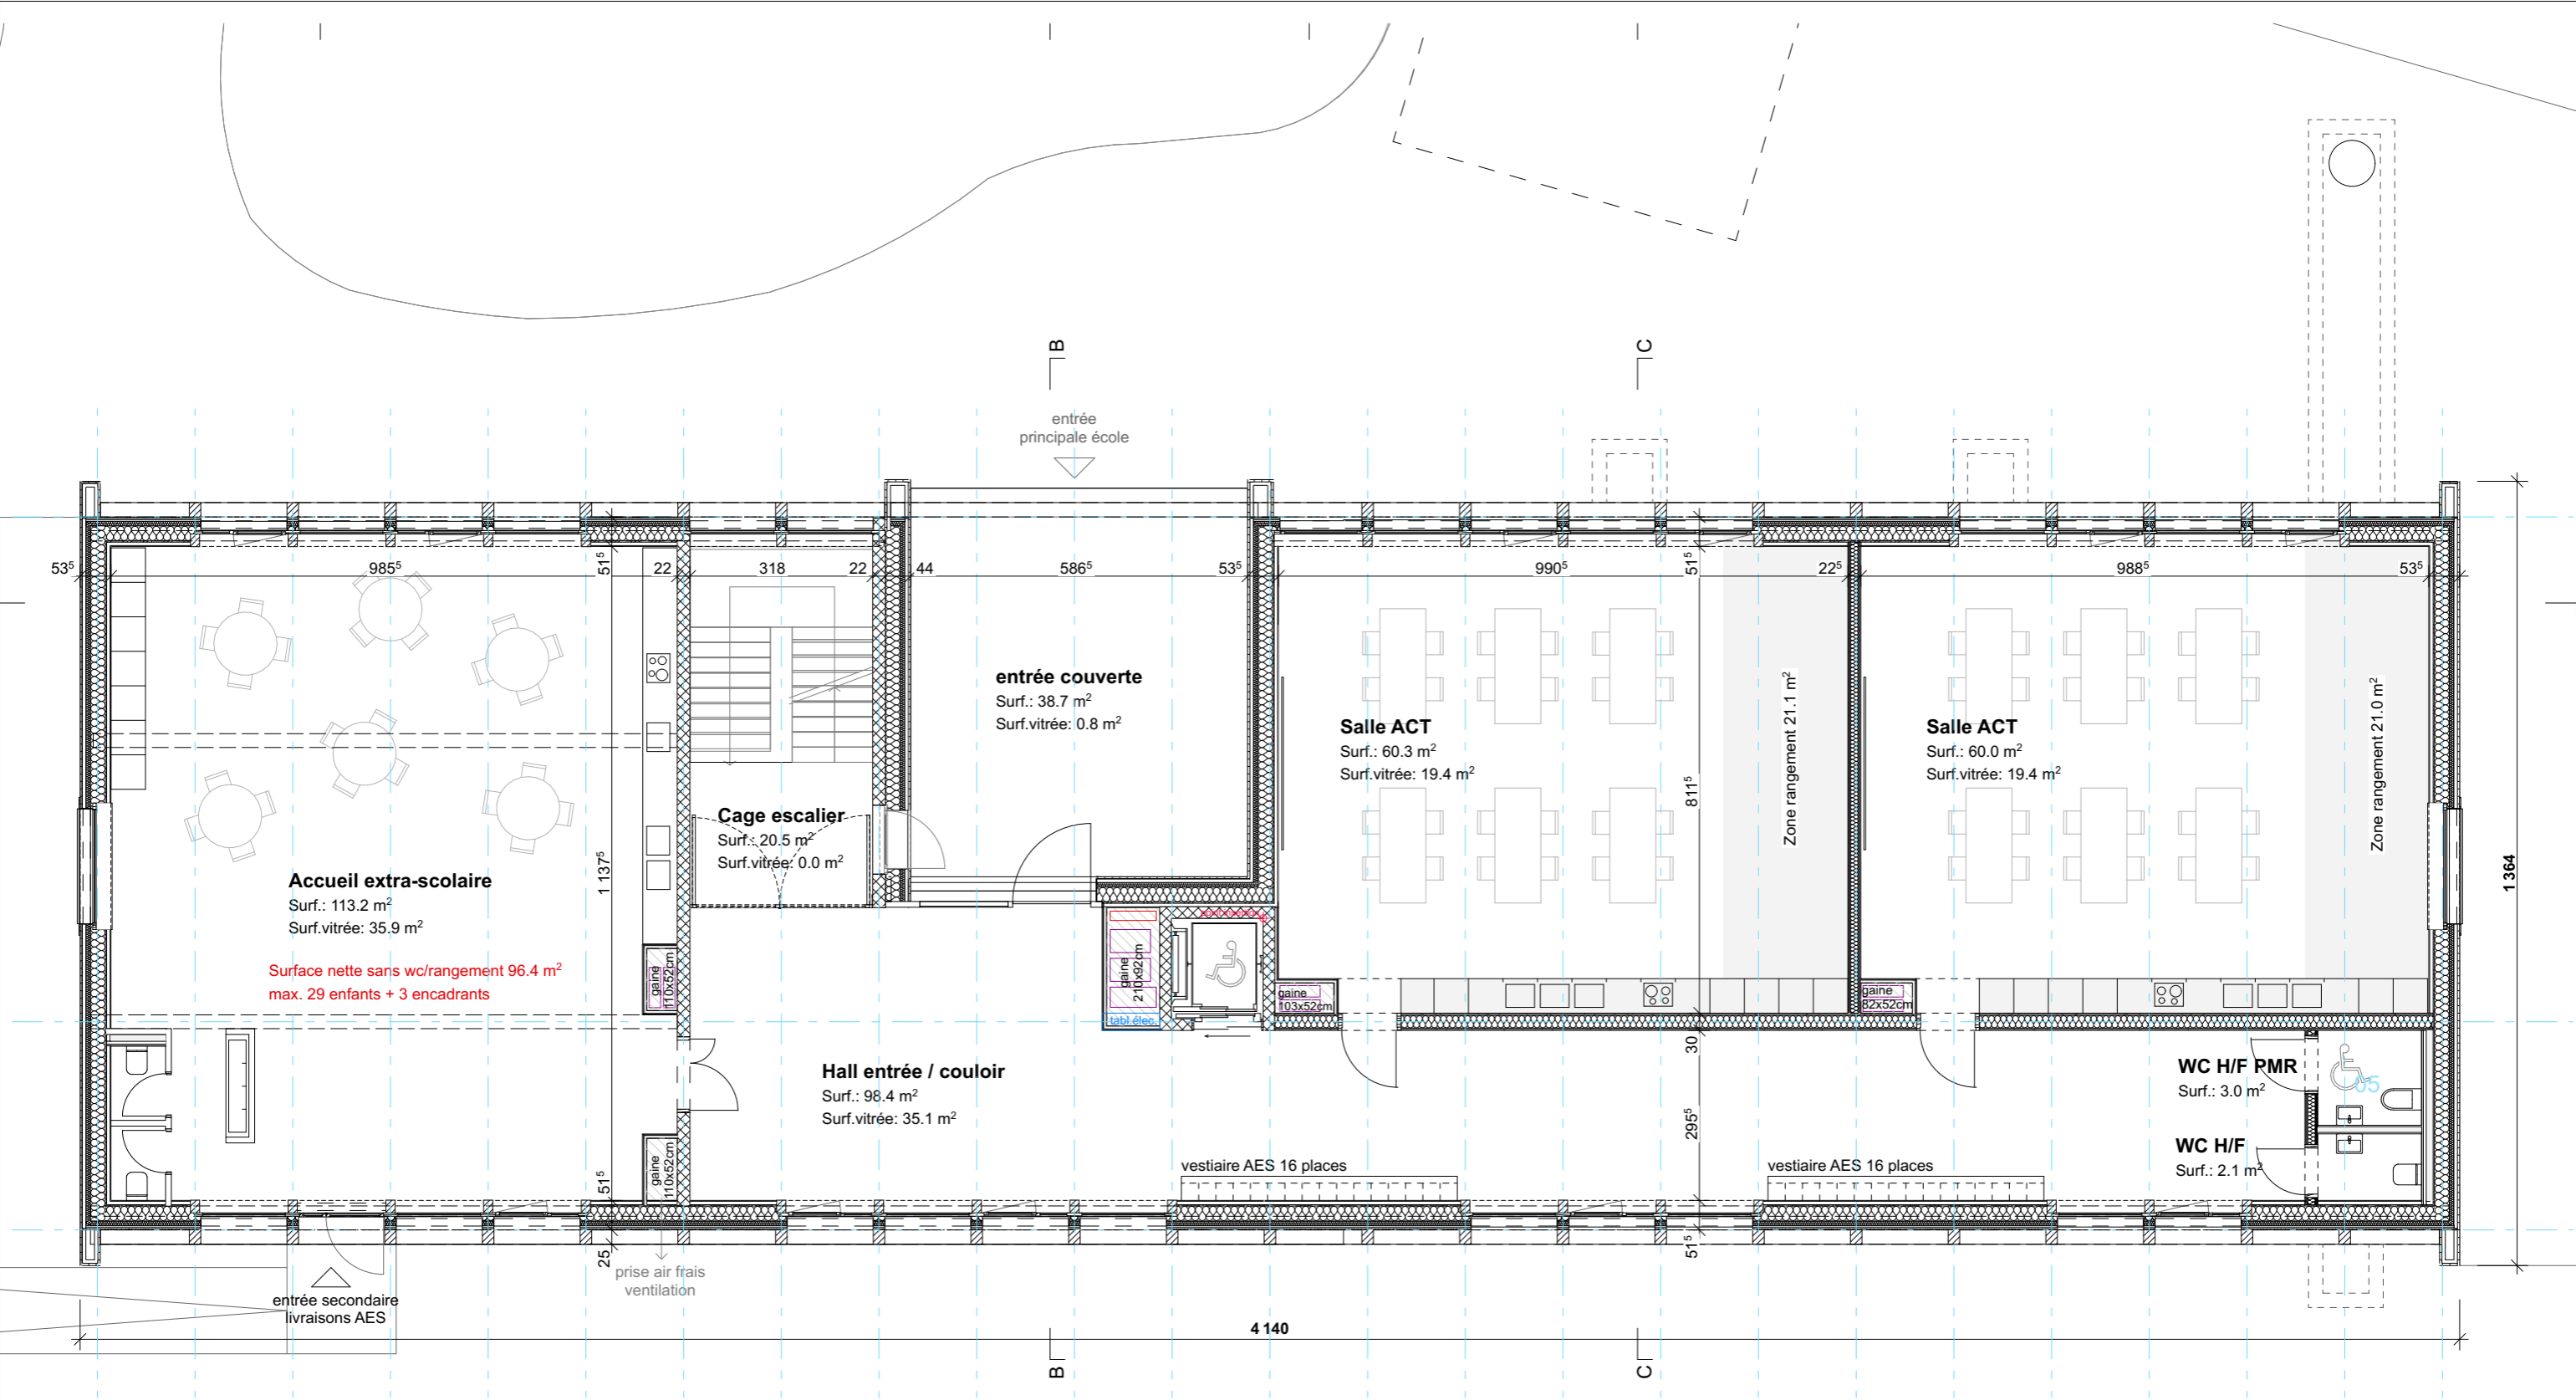 B
C
entrée
principale école
53⁵
985⁵
51⁵
22
318
22
44
586⁵
53⁵
990⁵
51⁵
22⁵
988⁵
53⁵
entrée couverte
Surf.: 38.7 m²
Surf.vitrée: 0.8 m²
Salle ACT
Surf.: 60.3 m²
Surf.vitrée: 19.4 m²
811⁵
Zone rangement 21.1 m²
Salle ACT
Surf.: 60.0 m²
Surf.vitrée: 19.4 m²
Zone rangement 21.0 m²
Cage escalier
Surf.: 20.5 m²
Surf.vitrée: 0.0 m²
Accueil extra-scolaire
Surf.: 113.2 m²
Surf.vitrée: 35.9 m²
1 137⁵
1 364
Surface nette sans wc/rangement 96.4 m²
max. 29 enfants + 3 encadrants
gaine
110x52cm
gaine
210x92cm
tabl.élec.
gaine
103x52cm
gaine
82x52cm
Hall entrée / couloir
Surf.: 98.4 m²
Surf.vitrée: 35.1 m²
30
295⁵
WC H/F PMR
Surf.: 3.0 m²
05
WC H/F
Surf.: 2.1 m²
gaine
110x52cm
vestiaire AES 16 places
vestiaire AES 16 places
51⁵
25
51⁵
prise air frais
ventilation
entrée secondaire
livraisons AES
4 140
B
C